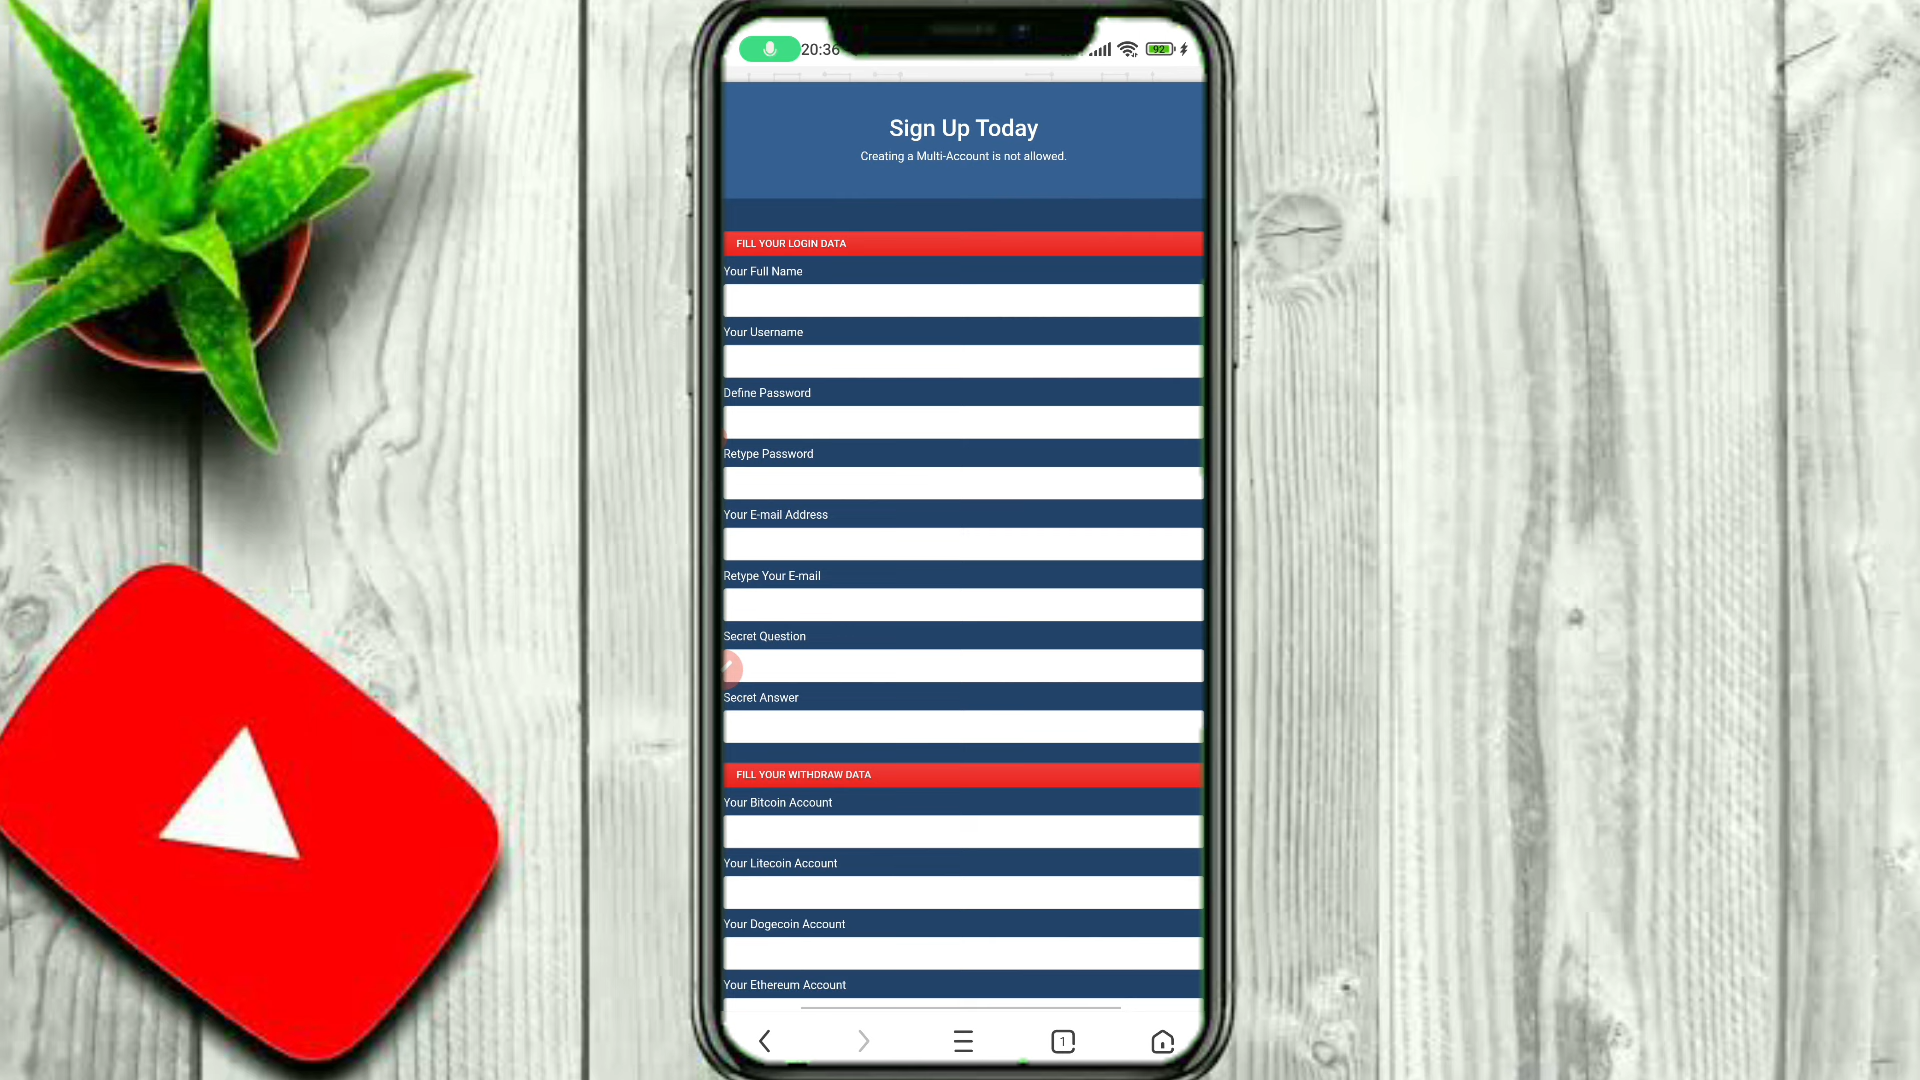 20:36
92
Sign Up Today
Creating a Multi-Account is not allowed.
FILL YOUR LOGIN DATA
Your Full Name
Your Username
Define Password
Retype Password
Your E-mail Address
Retype Your E-mail
Secret Question
Secret Answer
FILL YOUR WITHDRAW DATA
Your Bitcoin Account
Your Litecoin Account
Your Dogecoin Account
Your Ethereum Account
1